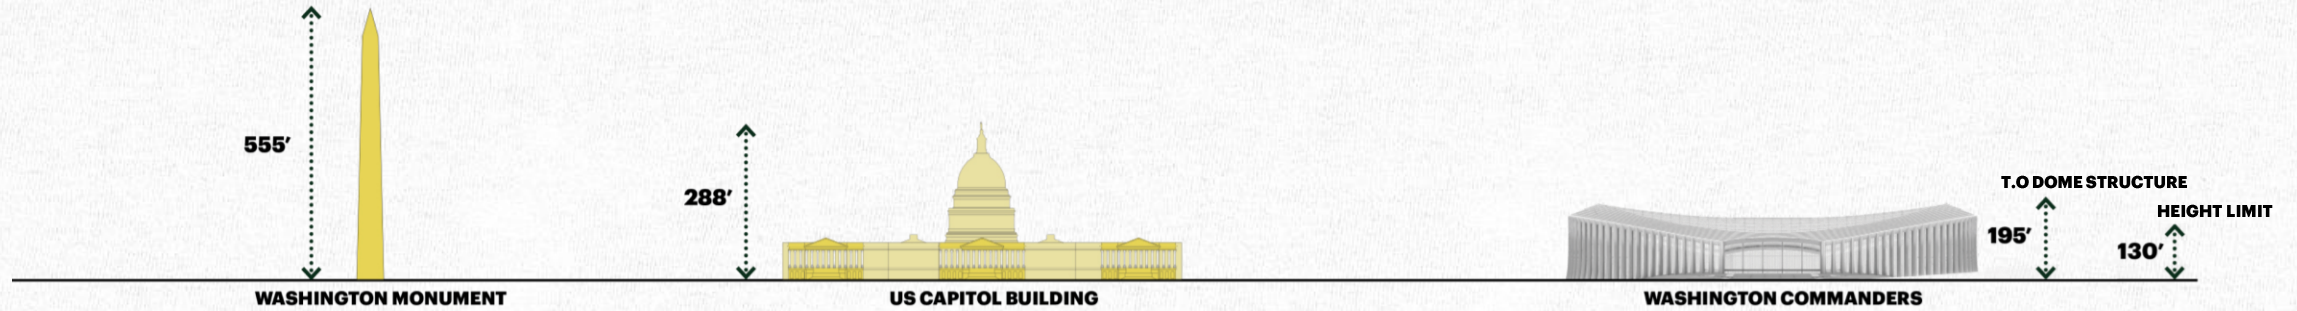 555′
WASHINGTON MONUMENT
288′
US CAPITOL BUILDING
WASHINGTON COMMANDERS
T.O DOME STRUCTURE
195′
HEIGHT LIMIT
130′